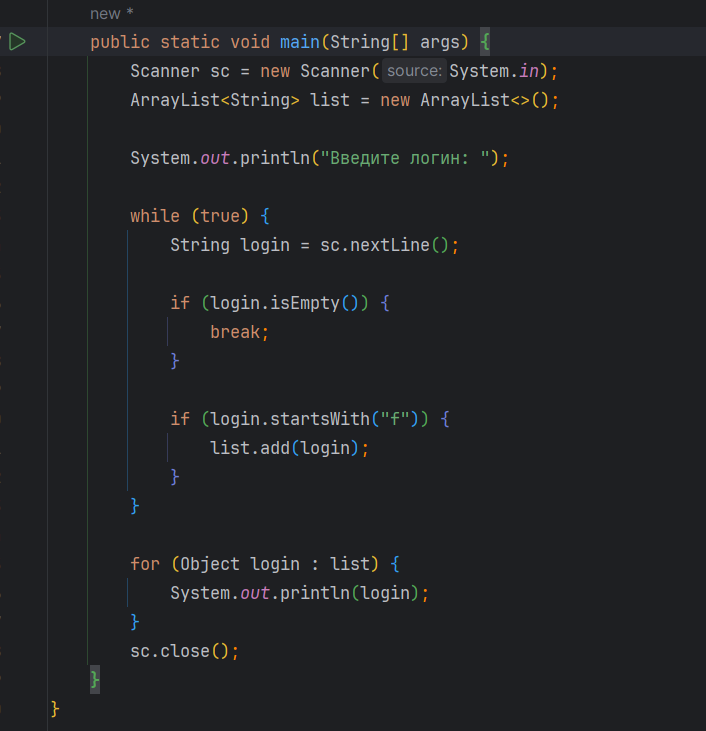 new *
public static void main(String[] args) {
Scanner sc = new Scanner( source: System.in);
ArrayList<String> list = new ArrayList<>();
System.out.println("Введите логин: ");
while (true) {
String login = sc.nextLine();
if (login.isEmpty()) {
break;
}
if (login.startsWith("f")) {
list.add(login);
}
}
for (Object login : list) {
System.out.println(login);
}
sc.close();
}
}